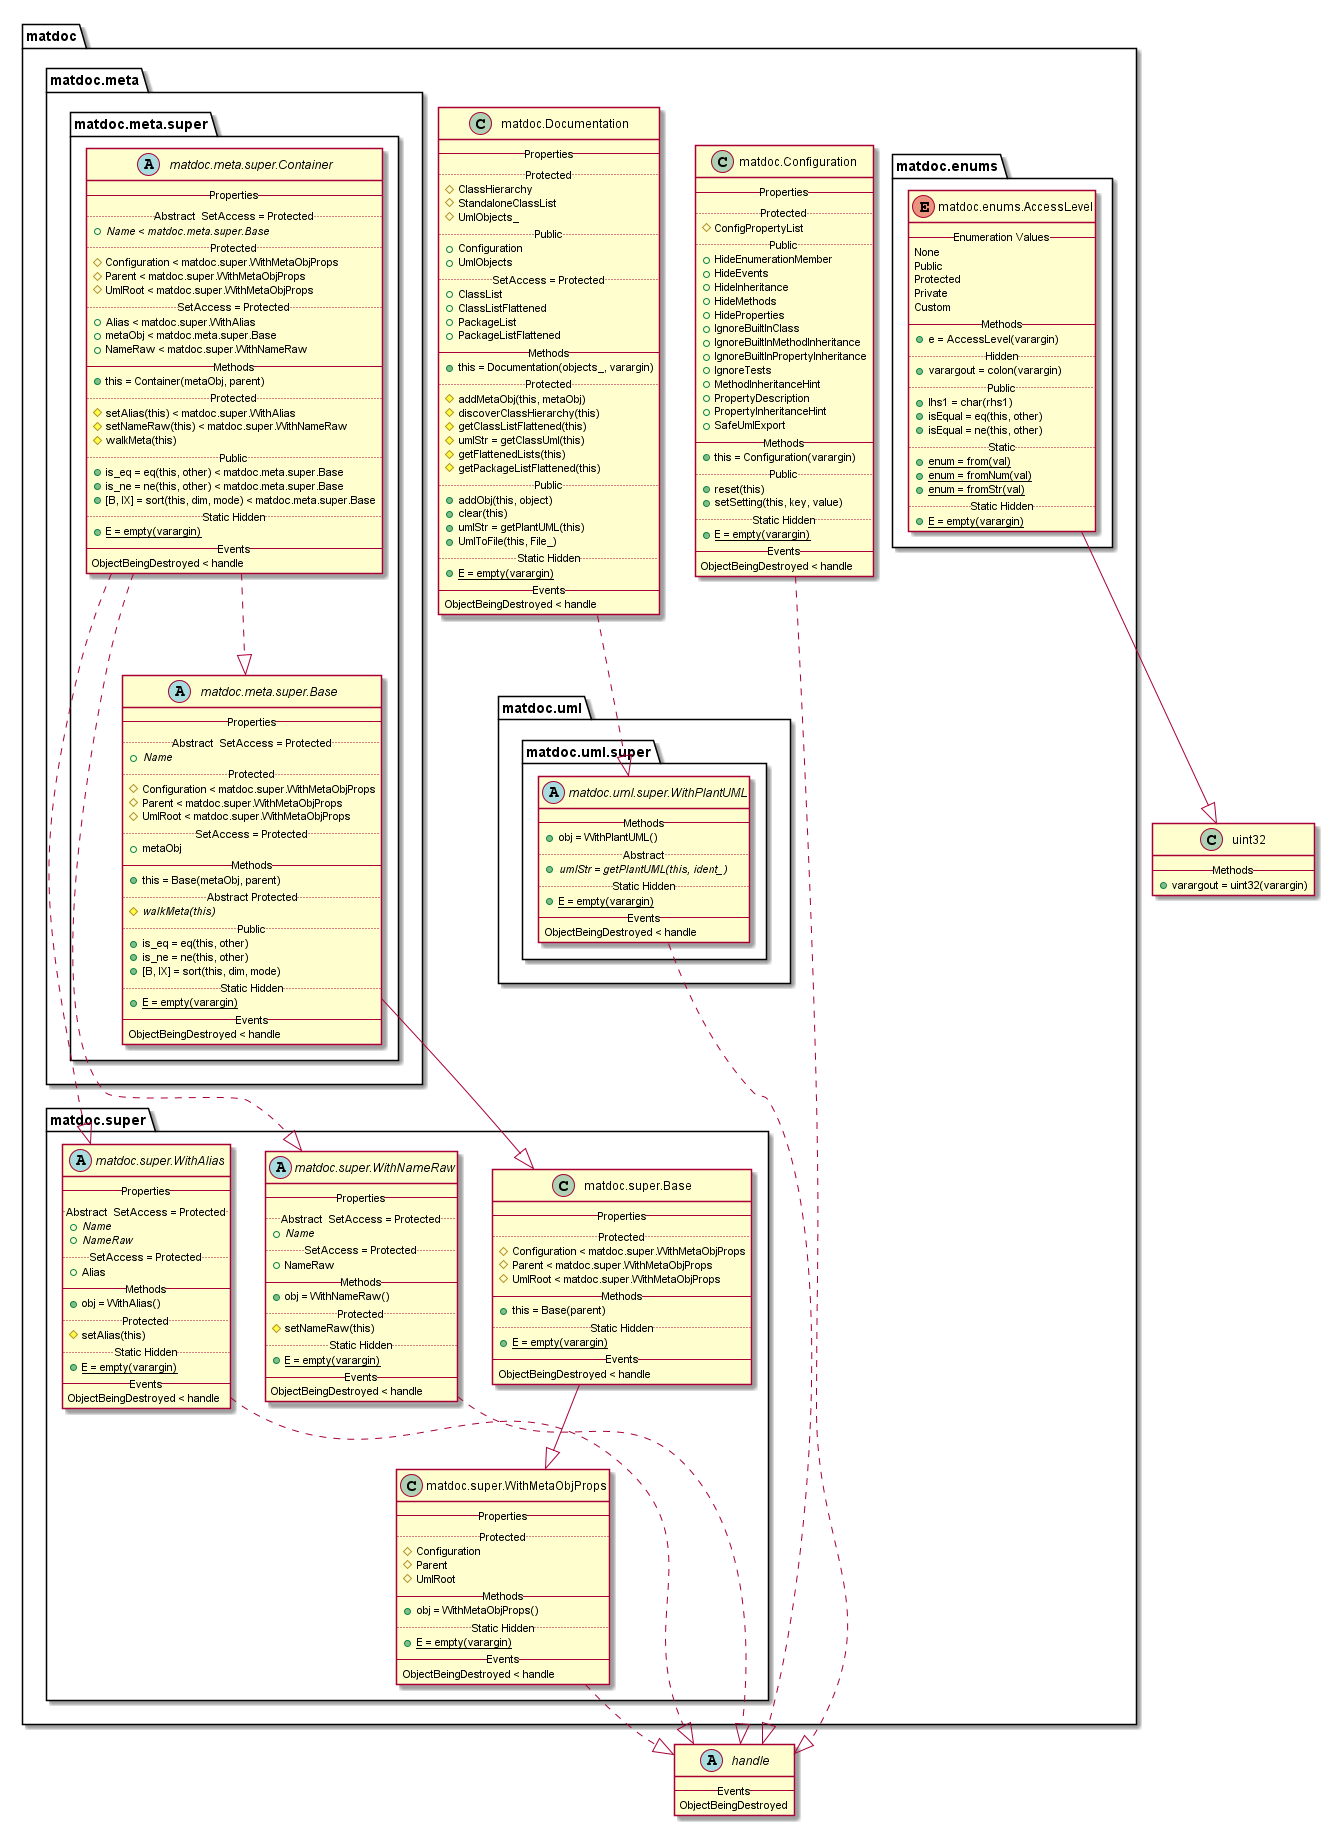 matdoc
matdoc.meta
matdoc.meta.super
matdoc.meta.super.Container
Properties
Abstract SetAccess = Protected
Name < matdoc.meta.super.Base
Protected
Configuration < matdoc.super.WithMetaObjProps
Parent < matdoc.super.WithMetaObjProps
UmlRoot < matdoc.super.WithMetaObjProps
SetAccess = Protected
Alias < matdoc.super.WithAlias
metaObj < matdoc.meta.super.Base
NameRaw < matdoc.super.WithNameRaw
Methods
this = Container(metaObj, parent)
Protected
setAlias(this) < matdoc.super.WithAlias
setNameRaw(this) < matdoc.super.WithNameRaw
walkMeta(this)
Public
is_eq = eq(this, other) < matdoc.meta.super.Base
is_ne = ne(this, other) < matdoc.meta.super.Base
[B, IX] = sort(this, dim, mode) < matdoc.meta.super.Base
Static Hidden
E = empty(varargin)
Events
ObjectBeingDestroyed < handle
matdoc.Documentation
Properties
Protected
ClassHierarchy
StandaloneClassList
UmlObjects_
Public
Configuration
UmlObjects
SetAccess = Protected
ClassList
ClassListFlattened
PackageList
PackageListFlattened
Methods
this = Documentation(objects_, varargin)
Protected
addMetaObj(this, metaObj)
discoverClassHierarchy(this)
getClassListFlattened(this)
umlStr = getClassUml(this)
getFlattenedLists(this)
getPackageListFlattened(this)
Public
addObj(this, object)
clear(this)
umlStr = getPlantUML(this)
UmlToFile(this, File_)
Static Hidden
E = empty(varargin)
Events
ObjectBeingDestroyed < handle
matdoc.Configuration
Properties
Protected
ConfigPropertyList
Public
HideEnumerationMember
HideEvents
HideInheritance
HideMethods
HideProperties
IgnoreBuiltInClass
IgnoreBuiltInMethodInheritance
IgnoreBuiltInPropertyInheritance
IgnoreTests
MethodInheritanceHint
PropertyDescription
PropertyInheritanceHint
SafeUmlExport
Methods
this = Configuration(varargin)
Public
reset(this)
setSetting(this, key, value)
Static Hidden
E = empty(varargin)
Events
ObjectBeingDestroyed < handle
matdoc.enums
matdoc.enums.AccessLevel
Enumeration Values
None
Public
Protected
Private
Custom
Methods
e = AccessLevel(varargin)
Hidden
varargout = colon(varargin)
Public
lhs1 = char(rhs1)
isEqual = eq(this, other)
isEqual = ne(this, other)
Static
enum = from(val)
enum = fromNum(val)
enum = fromStr(val)
Static Hidden
E = empty(varargin)
matdoc.meta.super.Base
Properties
Abstract SetAccess = Protected
Name
Protected
Configuration < matdoc.super.WithMetaObjProps
Parent < matdoc.super.WithMetaObjProps
UmlRoot < matdoc.super.WithMetaObjProps
SetAccess = Protected
metaObj
Methods
this = Base(metaObj, parent)
Abstract Protected
walkMeta(this)
Public
is_eq = eq(this, other)
is_ne = ne(this, other)
[B, IX] = sort(this, dim, mode)
Static Hidden
E = empty(varargin)
Events
ObjectBeingDestroyed < handle
matdoc.uml
matdoc.uml.super
matdoc.uml.super.WithPlantUML
Methods
obj = WithPlantUML()
Abstract
umlStr = getPlantUML(this, ident_)
Static Hidden
E = empty(varargin)
Events
ObjectBeingDestroyed < handle
uint32
Methods
varargout = uint32(varargin)
matdoc.super
matdoc.super.WithAlias
Properties
Abstract SetAccess = Protected
Name
NameRaw
SetAccess = Protected
Alias
Methods
obj = WithAlias()
Protected
setAlias(this)
Static Hidden
E = empty(varargin)
Events
ObjectBeingDestroyed < handle
matdoc.super.WithNameRaw
Properties
Abstract SetAccess = Protected
Name
SetAccess = Protected
NameRaw
Methods
obj = WithNameRaw()
Protected
setNameRaw(this)
Static Hidden
E = empty(varargin)
Events
ObjectBeingDestroyed < handle
matdoc.super.Base
Properties
Protected
Configuration < matdoc.super.WithMetaObjProps
Parent < matdoc.super.WithMetaObjProps
UmlRoot < matdoc.super.WithMetaObjProps
Methods
this = Base(parent)
Static Hidden
E = empty(varargin)
Events
ObjectBeingDestroyed < handle
matdoc.super.WithMetaObjProps
Properties
Protected
Configuration
Parent
UmlRoot
Methods
obj = WithMetaObjProps()
Static Hidden
E = empty(varargin)
Events
ObjectBeingDestroyed < handle
handle
Events
ObjectBeingDestroyed